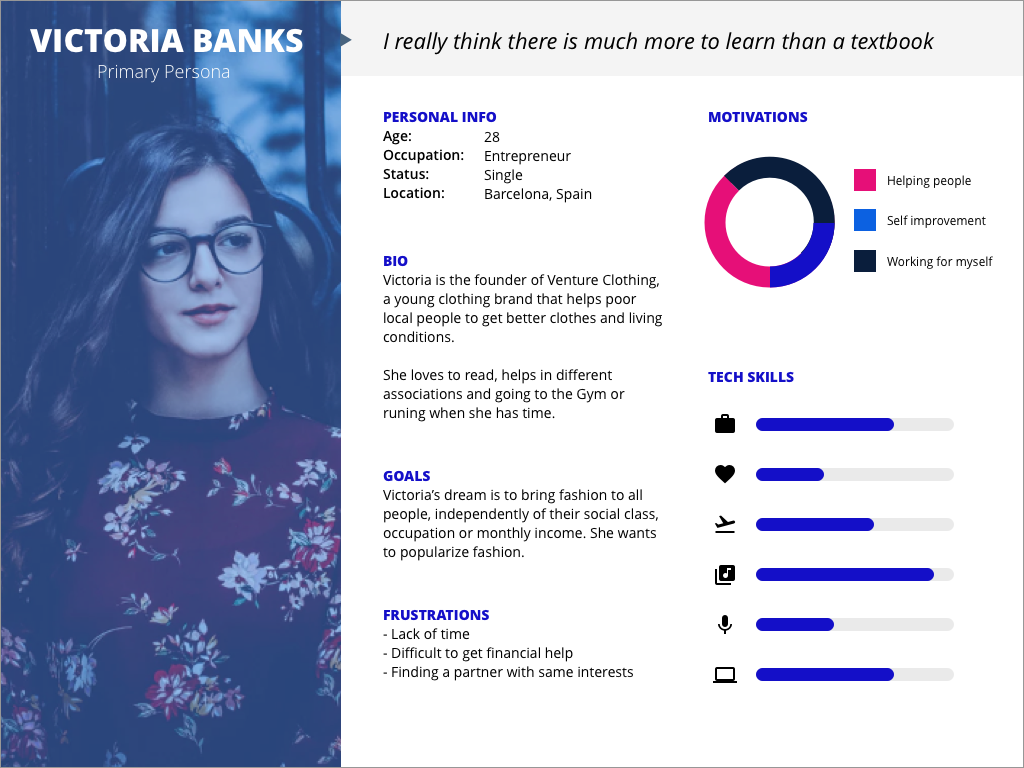 VICTORIA BANKS
Primary Persona
I really think there is much more to learn than a textbook
PERSONAL INFO
Age: 28
Occupation: Entrepreneur
Status: Single
Location: Barcelona, Spain
BIO
Victoria is the founder of Venture Clothing,
a young clothing brand that helps poor
local people to get better clothes and living
conditions.
She loves to read, helps in different
associations and going to the Gym or
runing when she has time.
GOALS
Victoria’s dream is to bring fashion to all
people, independently of their social class,
occupation or monthly income. She wants
to popularize fashion.
FRUSTRATIONS
- Lack of time
- Difficult to get financial help
- Finding a partner with same interests
MOTIVATIONS
Helping people
Self improvement
Working for myself
TECH SKILLS